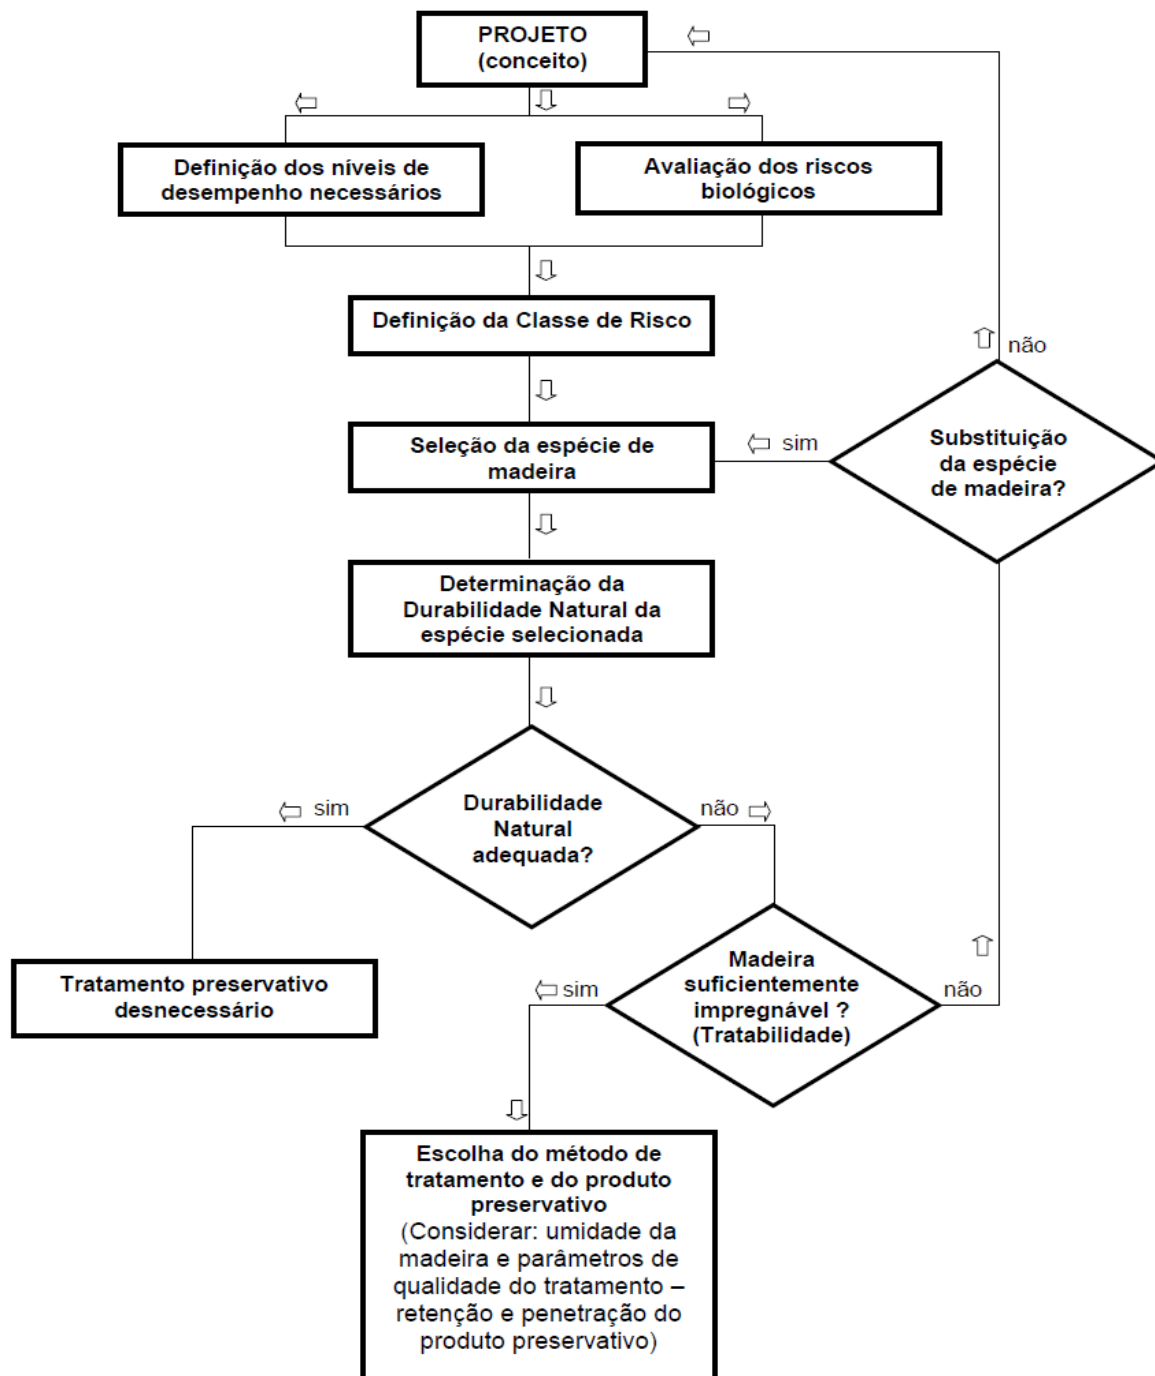 PROJETO
(conceito)
Definição dos níveis de
desempenho necessários
Avaliação dos riscos
biológicos
Definição da Classe de Risco
não
Seleção da espécie de
madeira
sim
Substituição
da espécie
de madeira?
Determinação da
Durabilidade Natural da
espécie selecionada
sim
Durabilidade
Natural
adequada?
não
Tratamento preservativo
desnecessário
sim
Madeira
suficientemente
impregnável ?
(Tratabilidade)
não
Escolha do método de
tratamento e do produto
preservativo
(Considerar: umidade da
madeira e parâmetros de
qualidade do tratamento –
retenção e penetração do
produto preservativo)